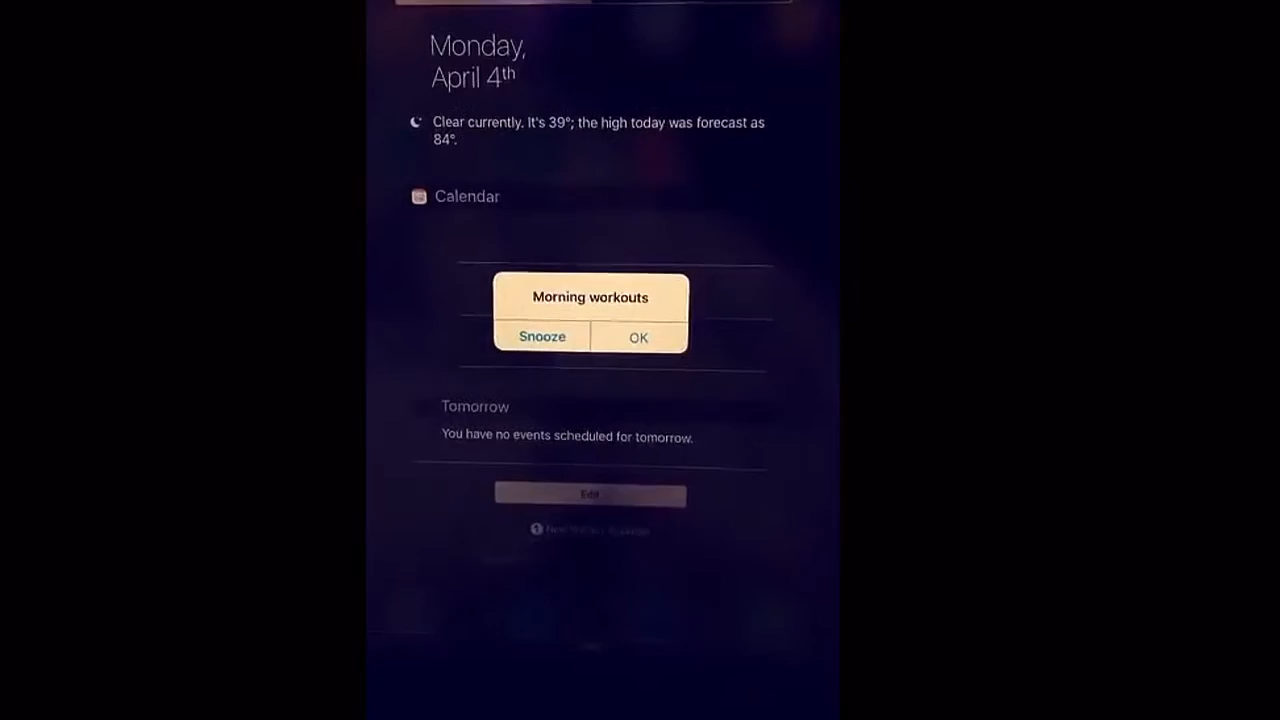 Monday,
April 4th
Clear currently. It's 39°; the high today was forecast as
84°.
Calendar
Morning workouts
Snooze
OK
Tomorrow
You have no events scheduled for tomorrow.
Edit